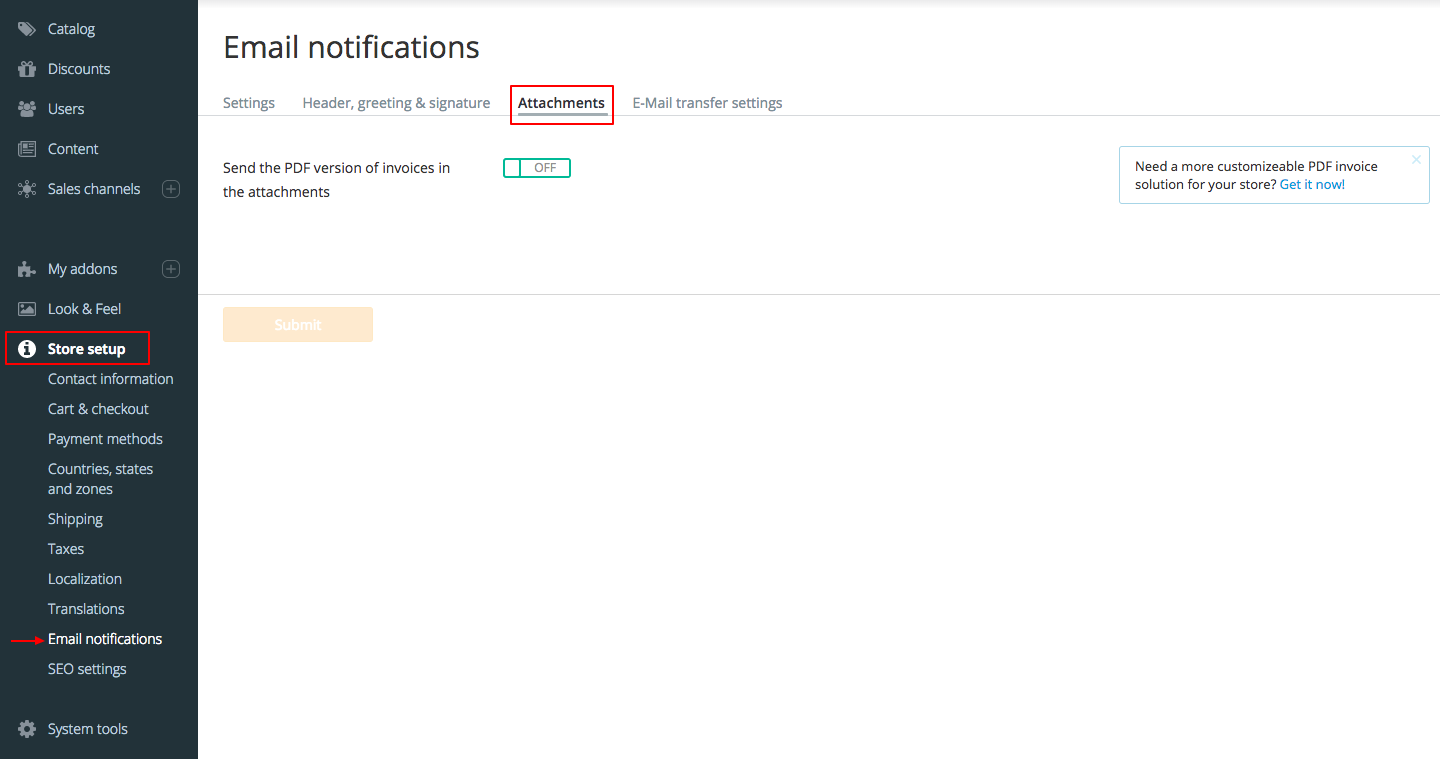 Catalog
Discounts
Users
Content
Sales channels
My addons
Look & Feel
Store setup
Contact information
Cart & checkout
Payment methods
Countries, states
and zones
Shipping
Taxes
Localization
Translations
Email notifications
SEO settings
System tools
Email notifications
Settings Header, greeting & signature Attachments E-Mail transfer settings
Send the PDF version of invoices in
the attachments
OFF
Need a more customizeable PDF invoice
solution for your store? Get it now!
Submit